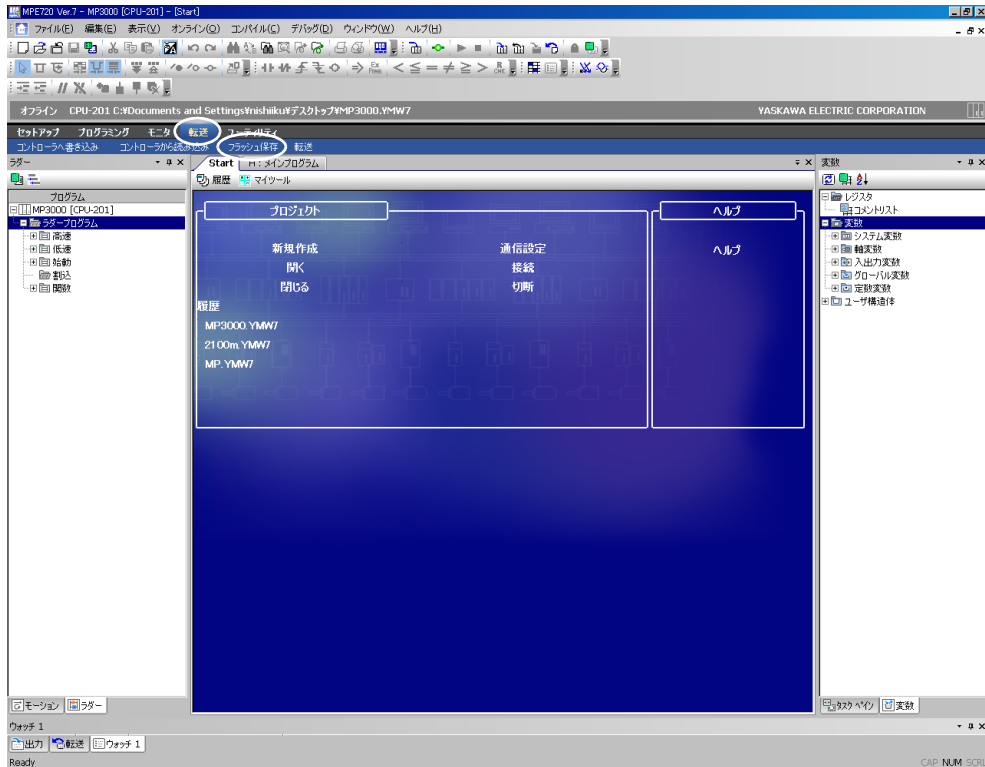 MPE720 Ver.7 - MP3000 [CPU-201] - [Start]
ファイル(F) 編集(E) 表示(V) オンライン(O) コンパイル(C) デバッグ(D) ウィンドウ(W) ヘルプ(H)
オフライン CPU-201 C:¥Documents and Settings¥nishiiku¥デスクトップ¥MP3000.YMW7 YASKAWA ELECTRIC CORPORATION
セットアップ プログラミング モニタ 転送 ユーティリティ
コントローラへ書き込み コントローラから読み込み フラッシュ保存 転送
ラダー
Start H : メインプログラム
変数
履歴 マイツール
プログラム
MP3000 [CPU-201]
ラダープログラム
高速
低速
始動
割込
関数
プロジェクト
新規作成 通信設定
開く 接続
閉じる 切断
履歴
MP3000.YMW7
2100m.YMW7
MP.YMW7
ヘルプ
ヘルプ
レジスタ
コメントリスト
変数
システム変数
軸変数
入出力変数
グローバル変数
定数変数
ユーザ構造体
モーション ラダー
タスク ペイン 変数
ウォッチ 1
出力 転送 ウォッチ 1
Ready CAP NUM SCRL